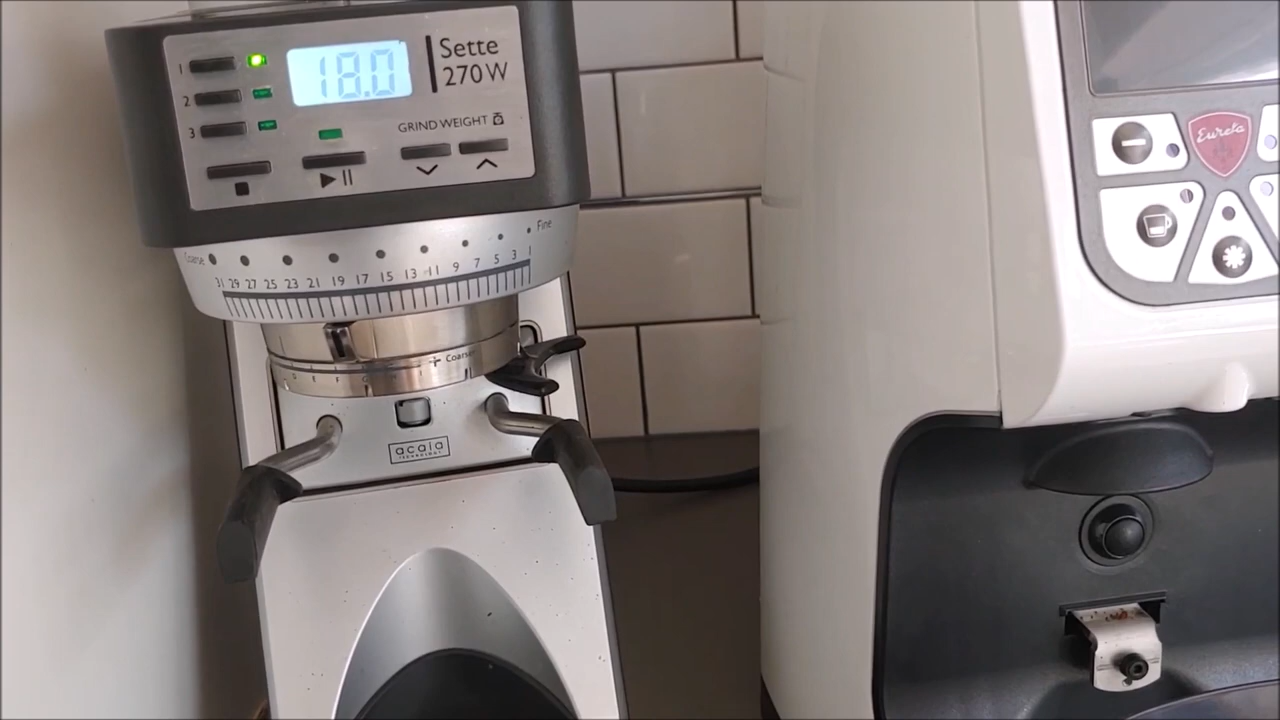 1
2
3
18.0
Sette
270W
GRIND WEIGHT
Coarse
Fine
31 29 27 25 23 21 19 17 15 13 11 9 7 5 3 1
Coarse
E F G
acaia
Eureka